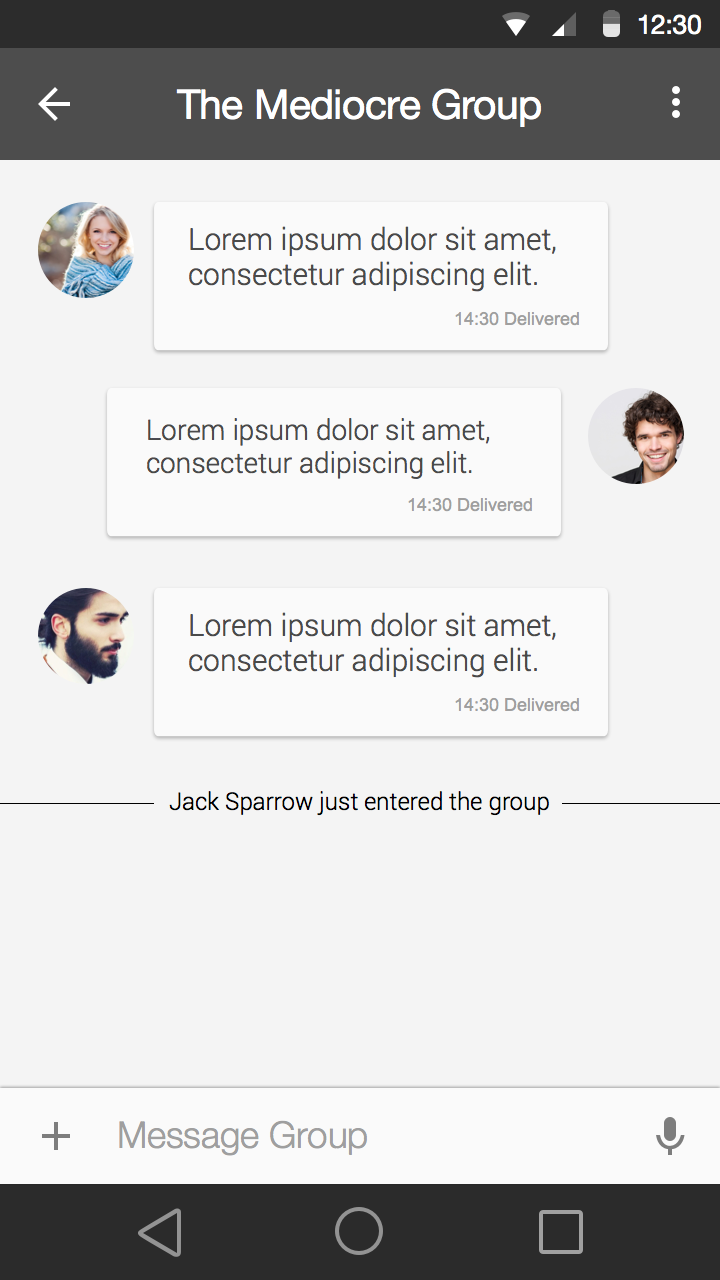 12:30
The Mediocre Group
Lorem ipsum dolor sit amet,
consectetur adipiscing elit.
14:30 Delivered
Lorem ipsum dolor sit amet,
consectetur adipiscing elit.
14:30 Delivered
Lorem ipsum dolor sit amet,
consectetur adipiscing elit.
14:30 Delivered
Jack Sparrow just entered the group
Message Group